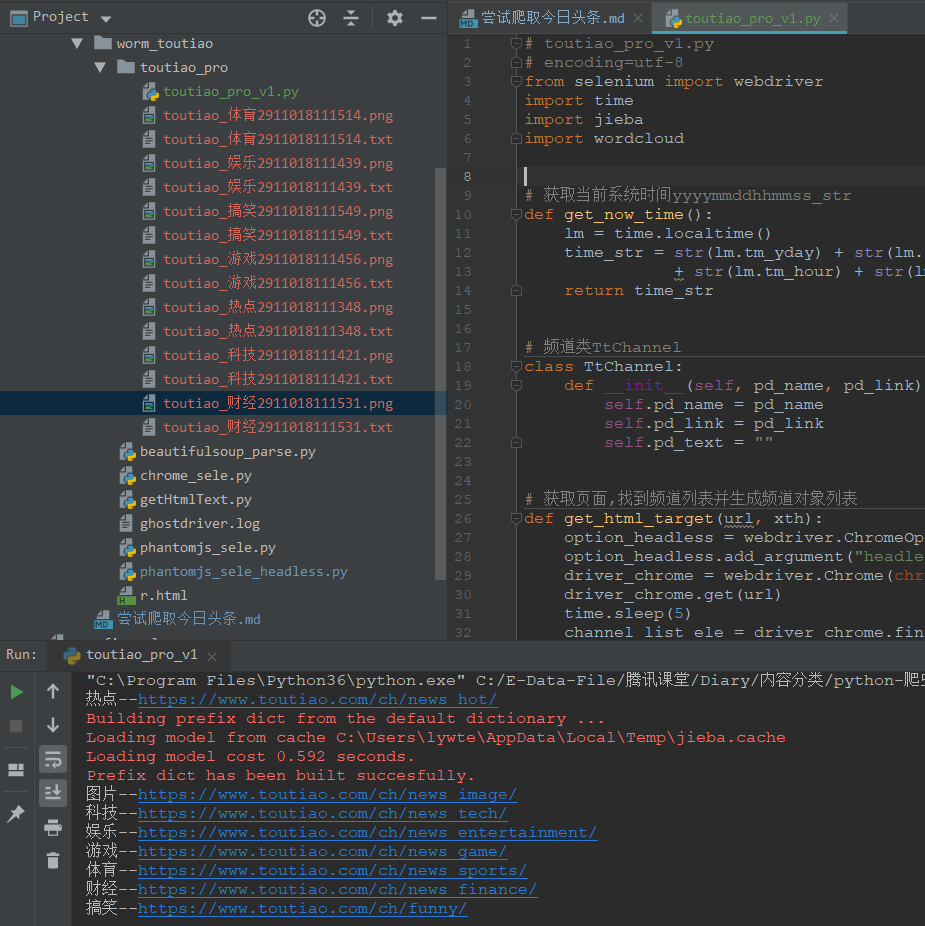 Project
worm_toutiao
toutiao_pro
toutiao_pro_v1.py
toutiao_体育2911018111514.png
toutiao_体育2911018111514.txt
toutiao_娱乐2911018111439.png
toutiao_娱乐2911018111439.txt
toutiao_搞笑2911018111549.png
toutiao_搞笑2911018111549.txt
toutiao_游戏2911018111456.png
toutiao_游戏2911018111456.txt
toutiao_热点2911018111348.png
toutiao_热点2911018111348.txt
toutiao_科技2911018111421.png
toutiao_科技2911018111421.txt
toutiao_财经2911018111531.png
toutiao_财经2911018111531.txt
beautifulsoup_parse.py
chrome_sele.py
getHtmlText.py
ghostdriver.log
phantomjs_sele.py
phantomjs_sele_headless.py
r.html
尝试爬取今日头条.md
尝试爬取今日头条.md
toutiao_pro_v1.py
1 # toutiao_pro_v1.py
2 # encoding=utf-8
3 from selenium import webdriver
4 import time
5 import jieba
6 import wordcloud
7
8
9 # 获取当前系统时间yyyymmddhhmmss_str
10 def get_now_time():
11 lm = time.localtime()
12 time_str = str(lm.tm_yday) + str(lm.
13 + str(lm.tm_hour) + str(lm
14 return time_str
15
16
17 # 频道类TtChannel
18 class TtChannel:
19 def __init__(self, pd_name, pd_link)
20 self.pd_name = pd_name
21 self.pd_link = pd_link
22 self.pd_text = ""
23
24
25 # 获取页面,找到频道列表并生成频道对象列表
26 def get_html_target(url, xth):
27 option_headless = webdriver.ChromeOp
28 option_headless.add_argument("headle
29 driver_chrome = webdriver.Chrome(chr
30 driver_chrome.get(url)
31 time.sleep(5)
32 channel_list_ele = driver_chrome.fin
Run: toutiao_pro_v1
"C:\Program Files\Python36\python.exe" C:/E-Data-File/腾讯课堂/Diary/内容分类/python-爬虫
热点--https://www.toutiao.com/ch/news_hot/
Building prefix dict from the default dictionary ...
Loading model from cache C:\Users\lywte\AppData\Local\Temp\jieba.cache
Loading model cost 0.592 seconds.
Prefix dict has been built succesfully.
图片--https://www.toutiao.com/ch/news_image/
科技--https://www.toutiao.com/ch/news_tech/
娱乐--https://www.toutiao.com/ch/news_entertainment/
游戏--https://www.toutiao.com/ch/news_game/
体育--https://www.toutiao.com/ch/news_sports/
财经--https://www.toutiao.com/ch/news_finance/
搞笑--https://www.toutiao.com/ch/funny/